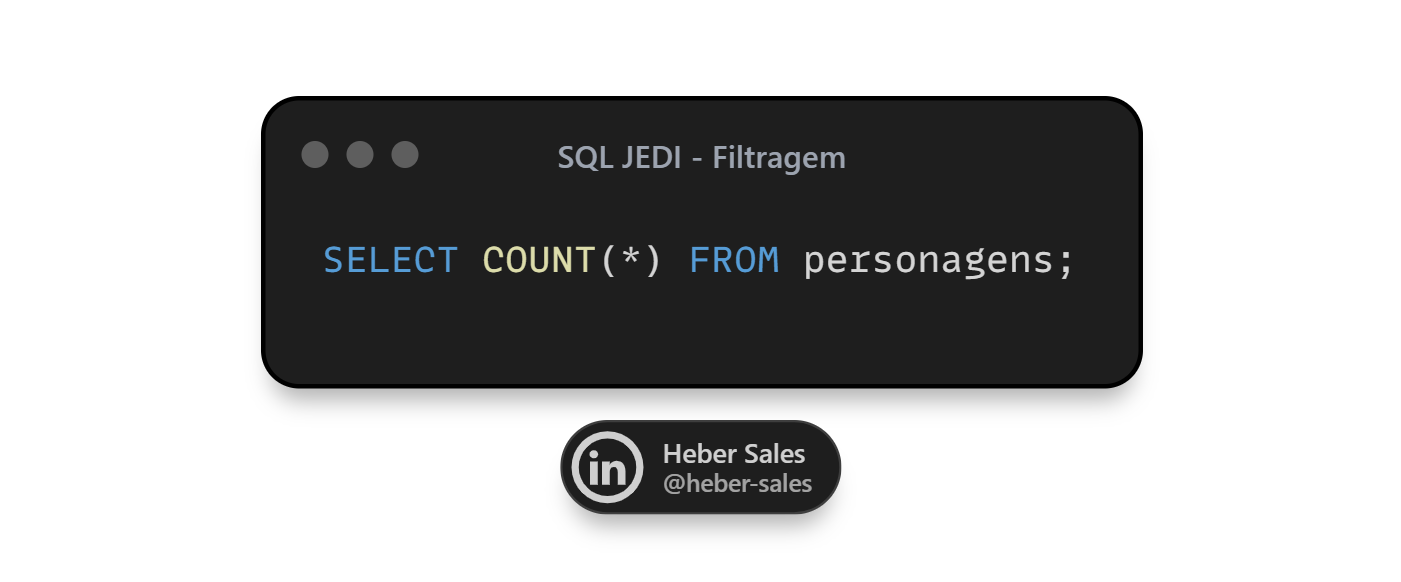 SQL JEDI - Filtragem
SELECT COUNT(*) FROM personagens;
in
Heber Sales
@heber-sales